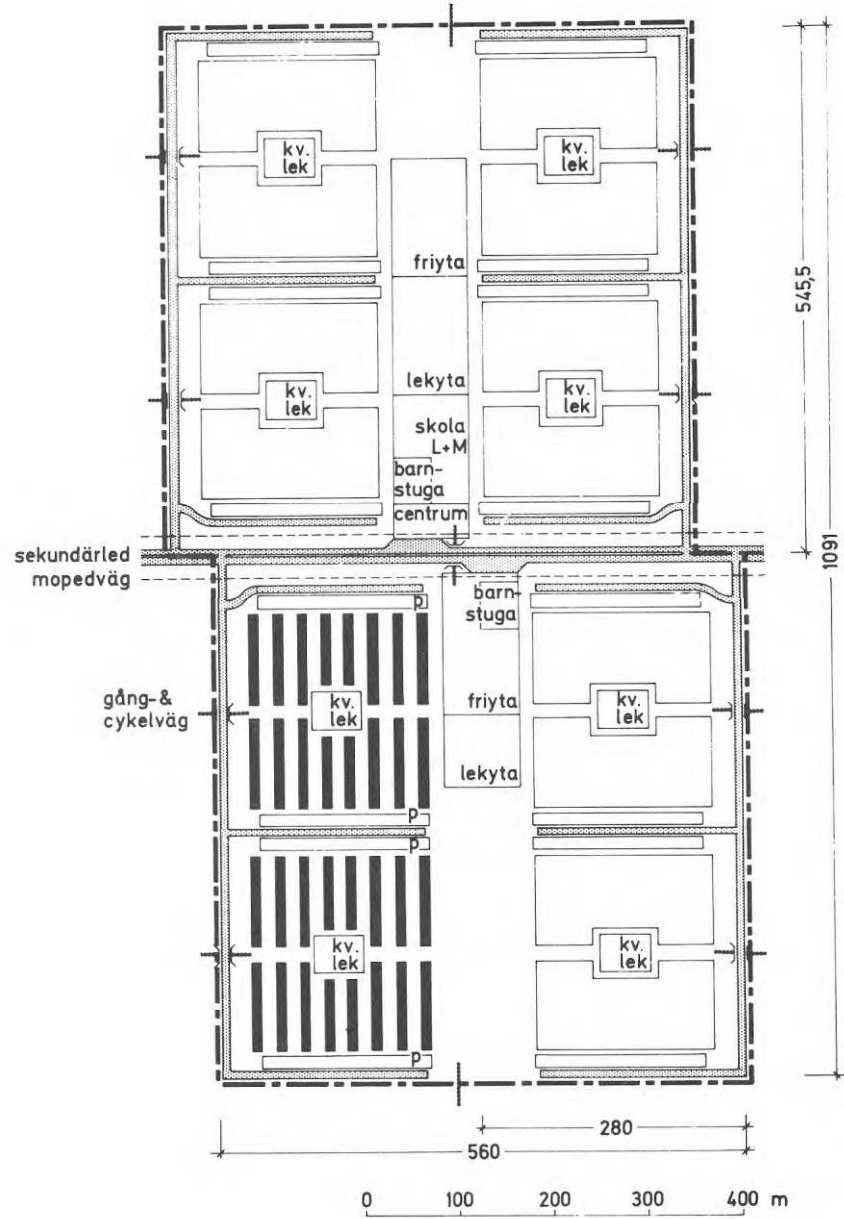 kv.
lek
kv.
lek
friyta
kv.
lek
lekyta
kv.
lek
skola
L+M
barn-
stuga
centrum
545,5
1091
sekundärled
mopedväg
barn-
stuga
p
gång-&
cykelväg
kv.
lek
friyta
kv.
lek
lekyta
p
p
kv.
lek
kv.
lek
p
280
560
0 100 200 300 400 m